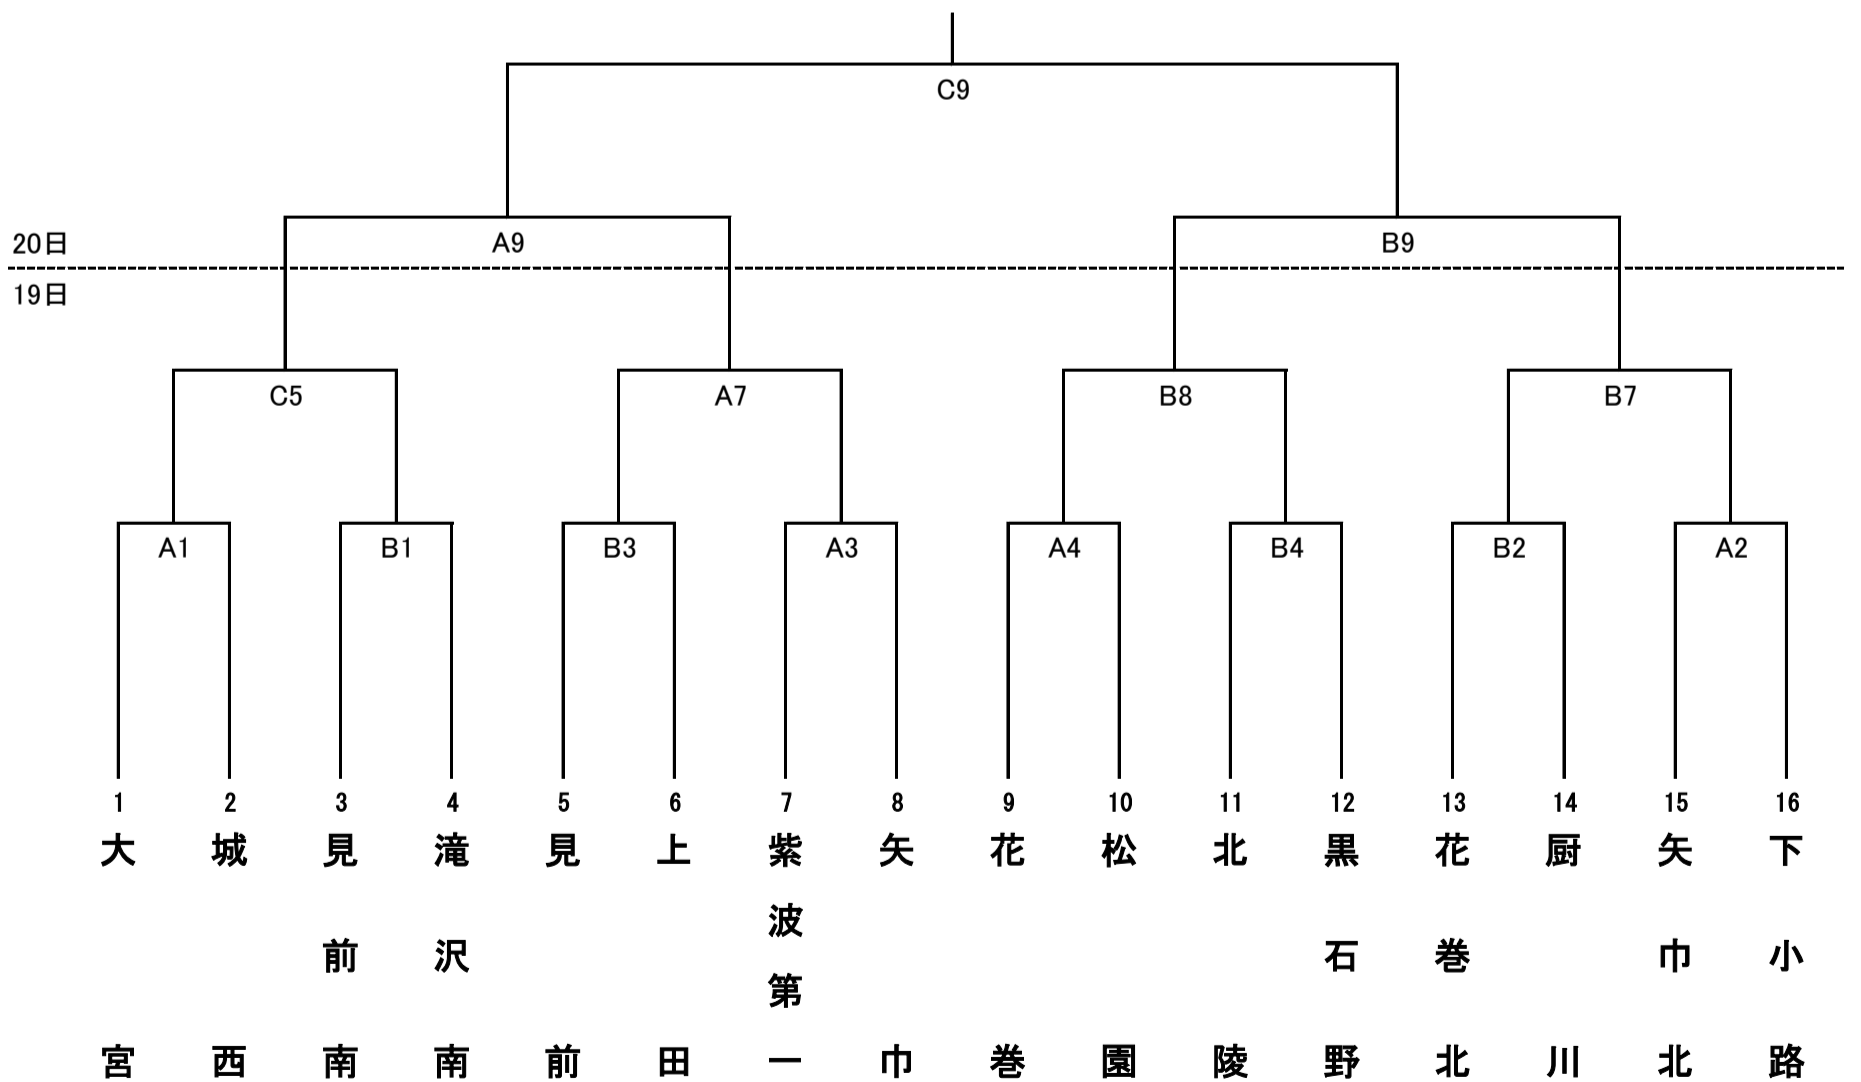 C9
20日
A9
B9
19日
C5
A7
B8
B7
A1
B1
B3
A3
A4
B4
B2
A2
1
2
3
4
5
6
7
8
9
10
11
12
13
14
15
16
大宮
城西
見前南
滝沢南
見前
上田
紫波第一
矢巾
花巻
松園
北陵
黒石野
花巻北
厨川
矢巾北
下小路